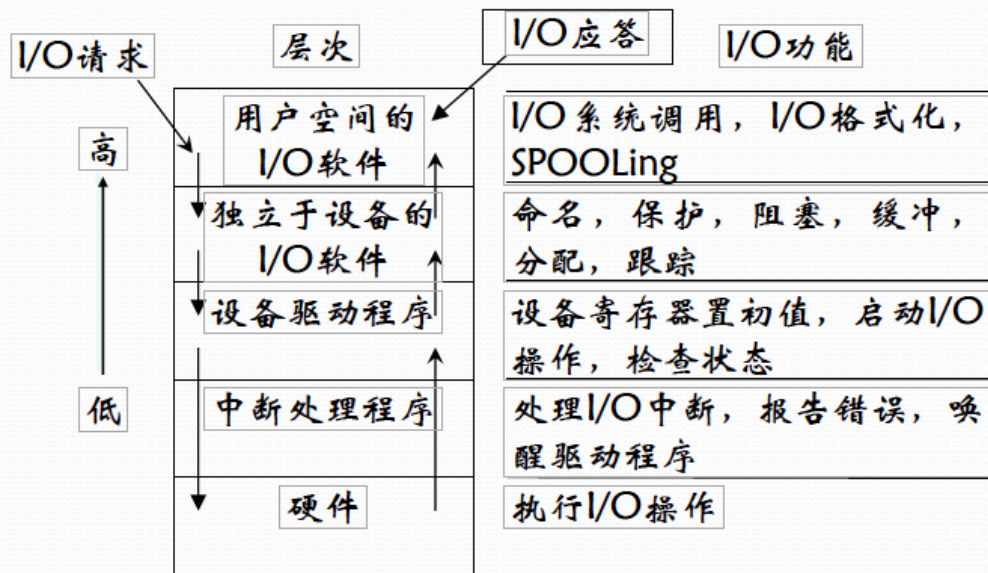 I/O请求
层次
I/O应答
I/O功能
高
低
用户空间的
I/O软件
I/O系统调用，I/O格式化，
SPOOLing
独立于设备的
I/O软件
命名，保护，阻塞，缓冲，
分配，跟踪
设备驱动程序
设备寄存器置初值，启动I/O
操作，检查状态
中断处理程序
处理I/O中断，报告错误，唤
醒驱动程序
硬件
执行I/O操作